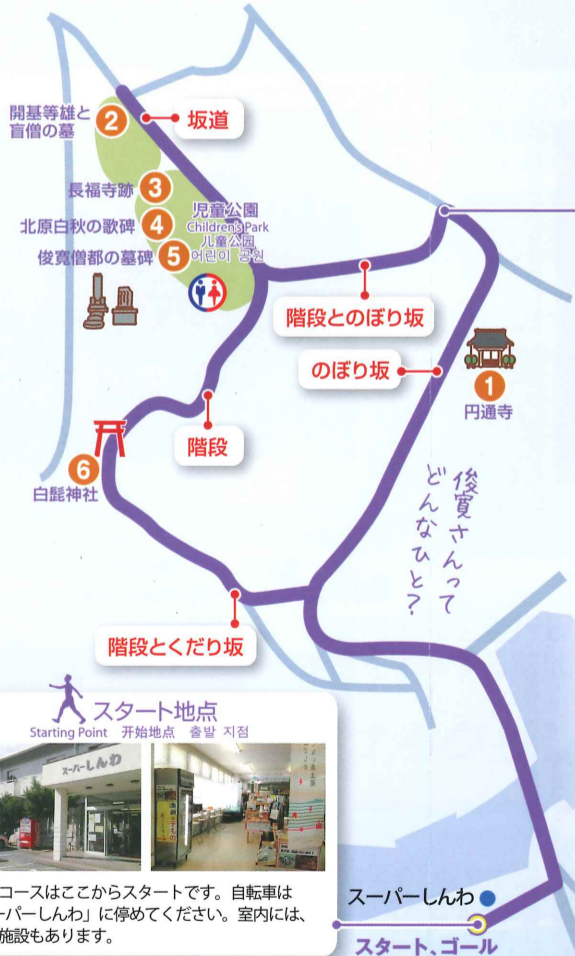 開基等雄と
盲僧の墓
2
坂道
長福寺跡
3
北原白秋の歌碑
4
俊寛僧都の墓碑
5
児童公園
Children's Park
儿童公园
어린이 공원
階段とのぼり坂
のぼり坂
1
円通寺
階段
6
白髭神社
俊寛さんって
どんなひと?
階段とくだり坂
スタート地点
Starting Point 开始地点 출발 지점
スーパーしんわ
コースはここからスタートです。自転車は
ーパーしんわ」に停めてください。室内には、
施設もあります。
スーパーしんわ
スタート、ゴール